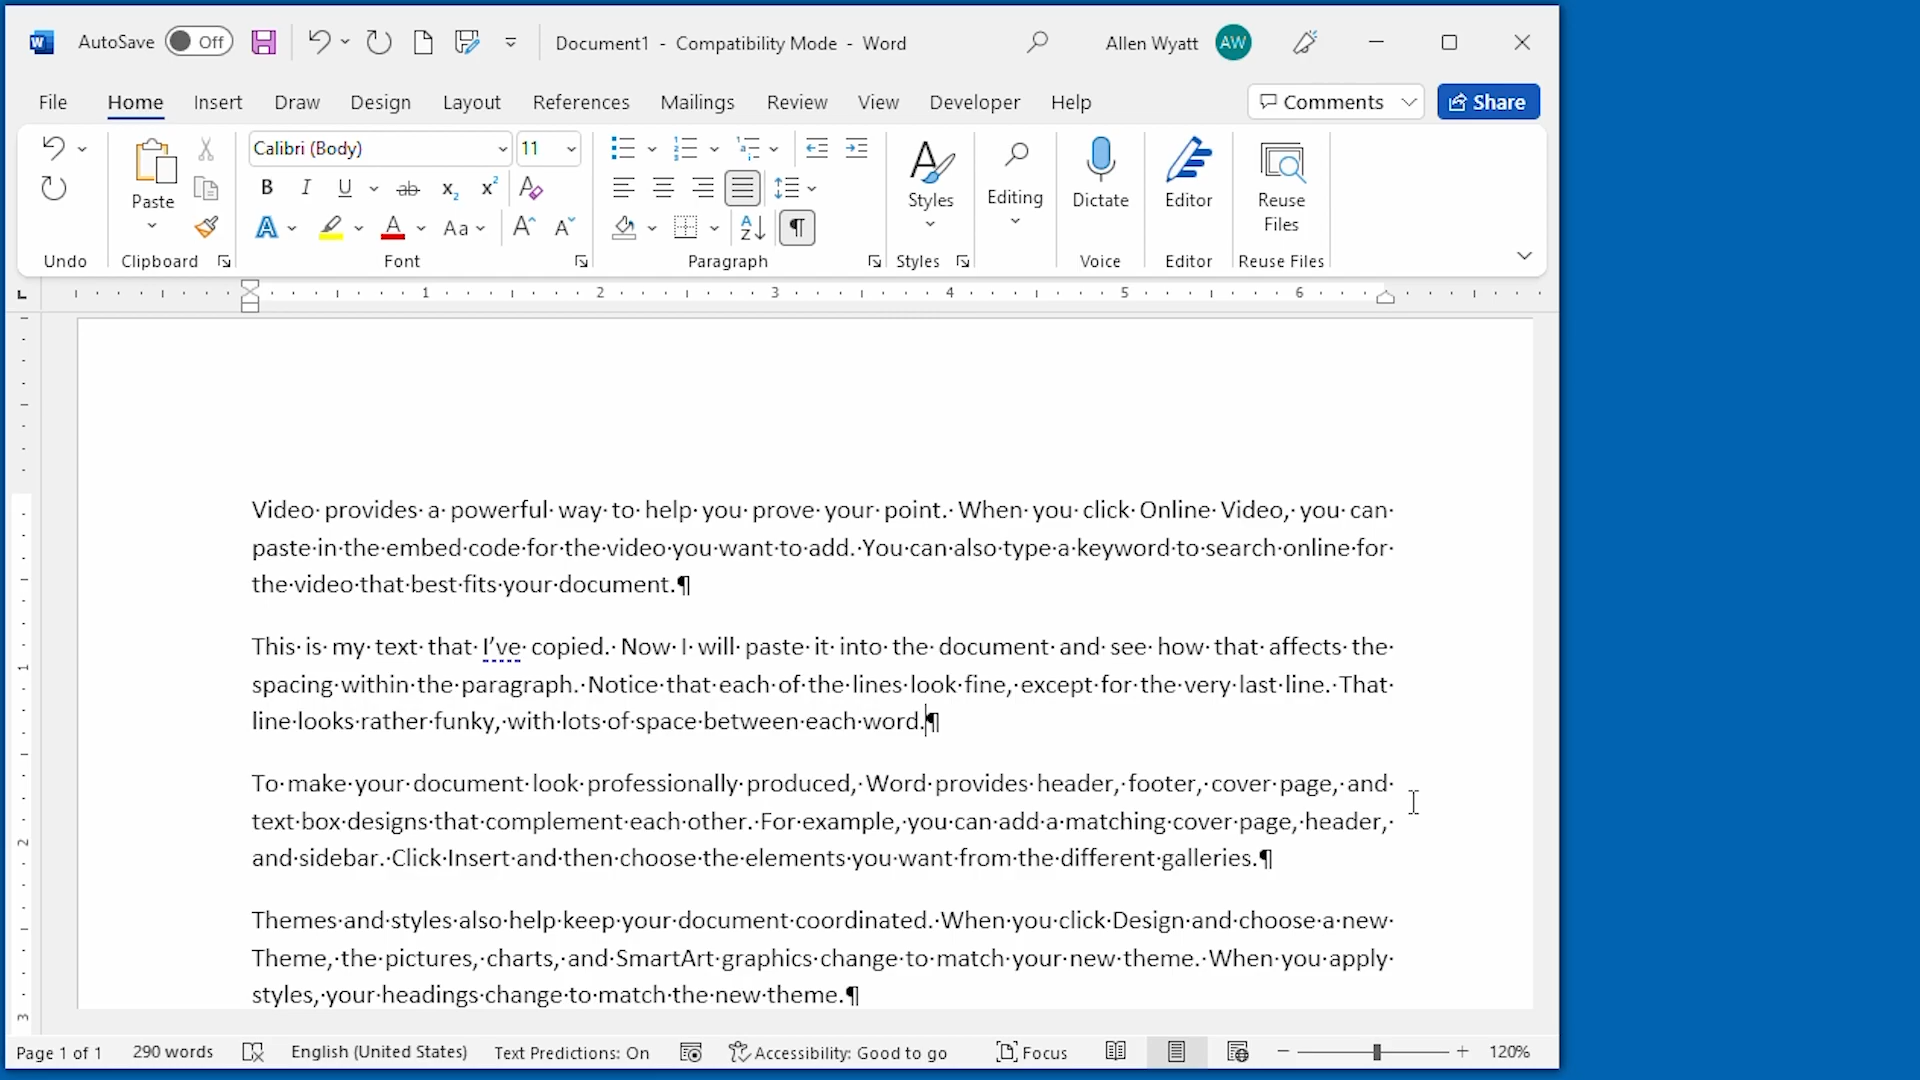 AutoSave Off Document1 - Compatibility Mode - Word Allen Wyatt AW
File Home Insert Draw Design Layout References Mailings Review View Developer Help Comments Share
Calibri (Body) 11
Paste
Styles
Editing
Dictate
Editor
Reuse
Files
Undo Clipboard Font Paragraph Styles Voice Editor Reuse Files
1 2 3 4 5 6
Video provides a powerful way to help you prove your point. When you click Online Video, you can
paste in the embed code for the video you want to add. You can also type a keyword to search online for
the video that best fits your document.¶
This is my text that I’ve copied. Now I will paste it into the document and see how that affects the
spacing within the paragraph. Notice that each of the lines look fine, except for the very last line. That
line looks rather funky, with lots of space between each word.¶
To make your document look professionally produced, Word provides header, footer, cover page, and
text box designs that complement each other. For example, you can add a matching cover page, header,
and sidebar. Click Insert and then choose the elements you want from the different galleries.¶
Themes and styles also help keep your document coordinated. When you click Design and choose a new
Theme, the pictures, charts, and SmartArt graphics change to match your new theme. When you apply
styles, your headings change to match the new theme.¶
1
2
3
Page 1 of 1 290 words English (United States) Text Predictions: On Accessibility: Good to go Focus 120%